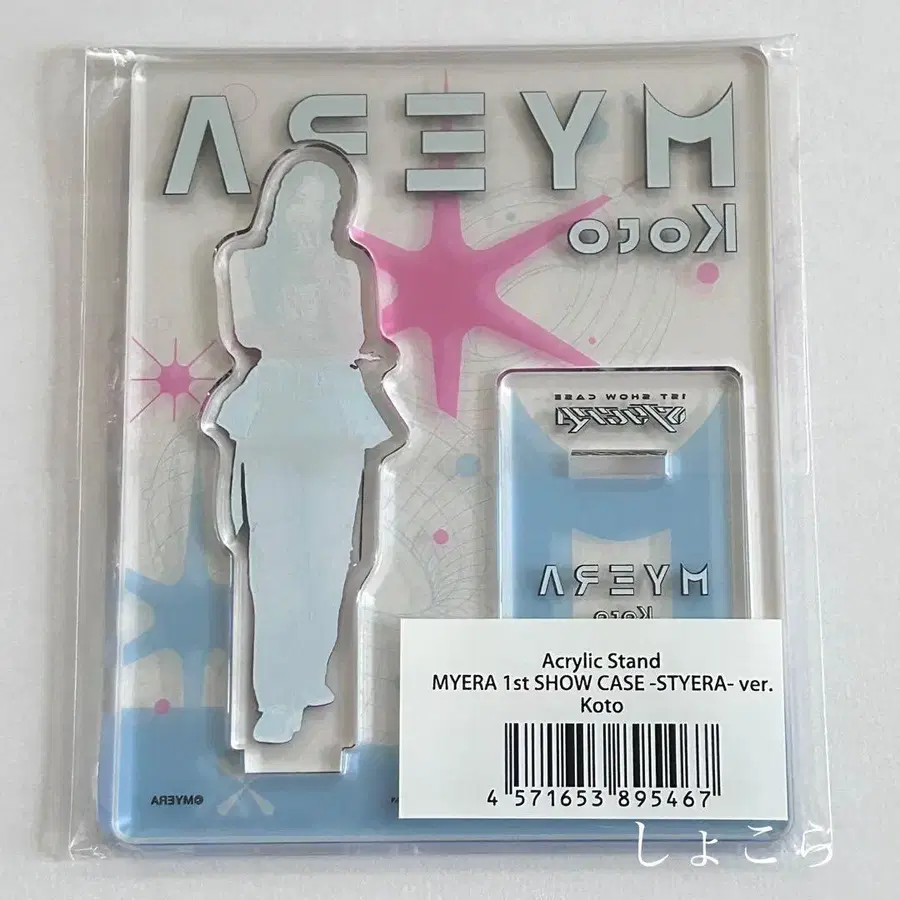 MYERA
Koto
1ST SHOW CASE
MYERA
Koto
Acrylic Stand
MYERA 1st SHOW CASE -STYERA- ver.
Koto
4 571653 895467
©MYERA
しょこら